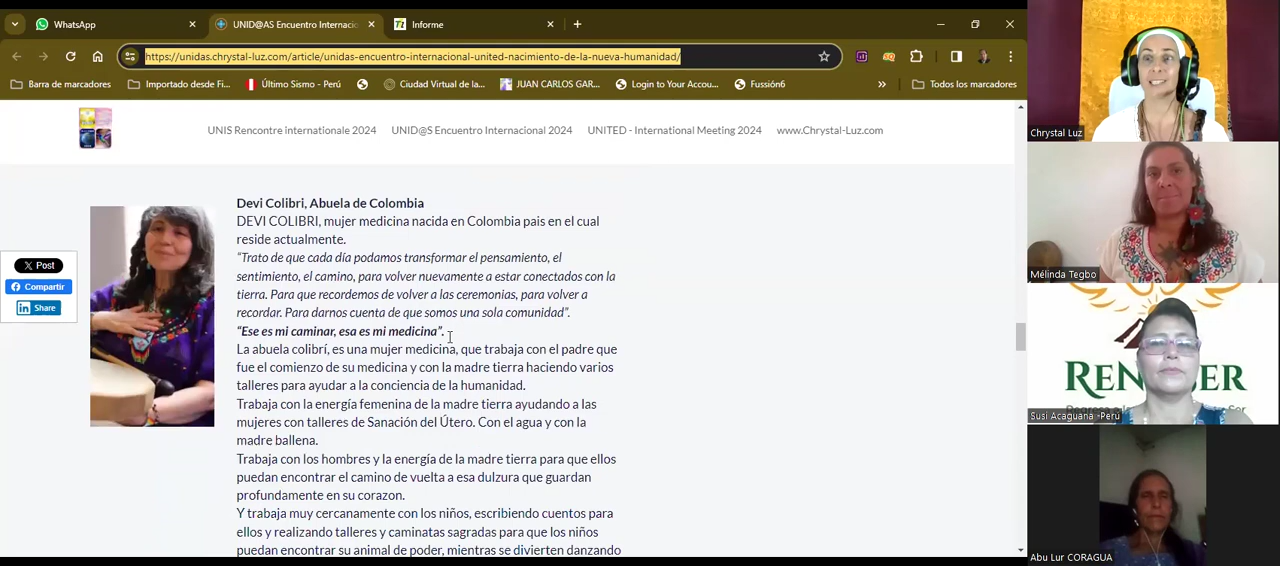 WhatsApp
UNID@AS Encuentro Internacio
Informe
https://unidas.chrystal-luz.com/article/unidas-encuentro-internacional-united-nacimiento-de-la-nueva-humanidad/
Barra de marcadores
Importado desde Fi...
Último Sismo - Perú
Ciudad Virtual de la...
JUAN CARLOS GAR...
Login to Your Accou...
Fussión6
Todos los marcadores
UNIS Rencontre internationale 2024
UNID@S Encuentro Internacional 2024
UNITED - International Meeting 2024
www.Chrystal-Luz.com
Post
Compartir
Share
Devi Colibri, Abuela de Colombia
DEVI COLIBRI, mujer medicina nacida en Colombia pais en el cual
reside actualmente.
“Trato de que cada día podamos transformar el pensamiento, el
sentimiento, el camino, para volver nuevamente a estar conectados con la
tierra. Para que recordemos de volver a las ceremonias, para volver a
recordar. Para darnos cuenta de que somos una sola comunidad”.
“Ese es mi caminar, esa es mi medicina”.
La abuela colibrí, es una mujer medicina, que trabaja con el padre que
fue el comienzo de su medicina y con la madre tierra haciendo varios
talleres para ayudar a la conciencia de la humanidad.
Trabaja con la energía femenina de la madre tierra ayudando a las
mujeres con talleres de Sanación del Útero. Con el agua y con la
madre ballena.
Trabaja con los hombres y la energía de la madre tierra para que ellos
puedan encontrar el camino de vuelta a esa dulzura que guardan
profundamente en su corazon.
Y trabaja muy cercanamente con los niños, escribiendo cuentos para
ellos y realizando talleres y caminatas sagradas para que los niños
puedan encontrar su animal de poder, mientras se divierten danzando
Chrystal Luz
Mélinda Tegbo
Susi Acaguana -Perú
Abu Lur CORAGUA